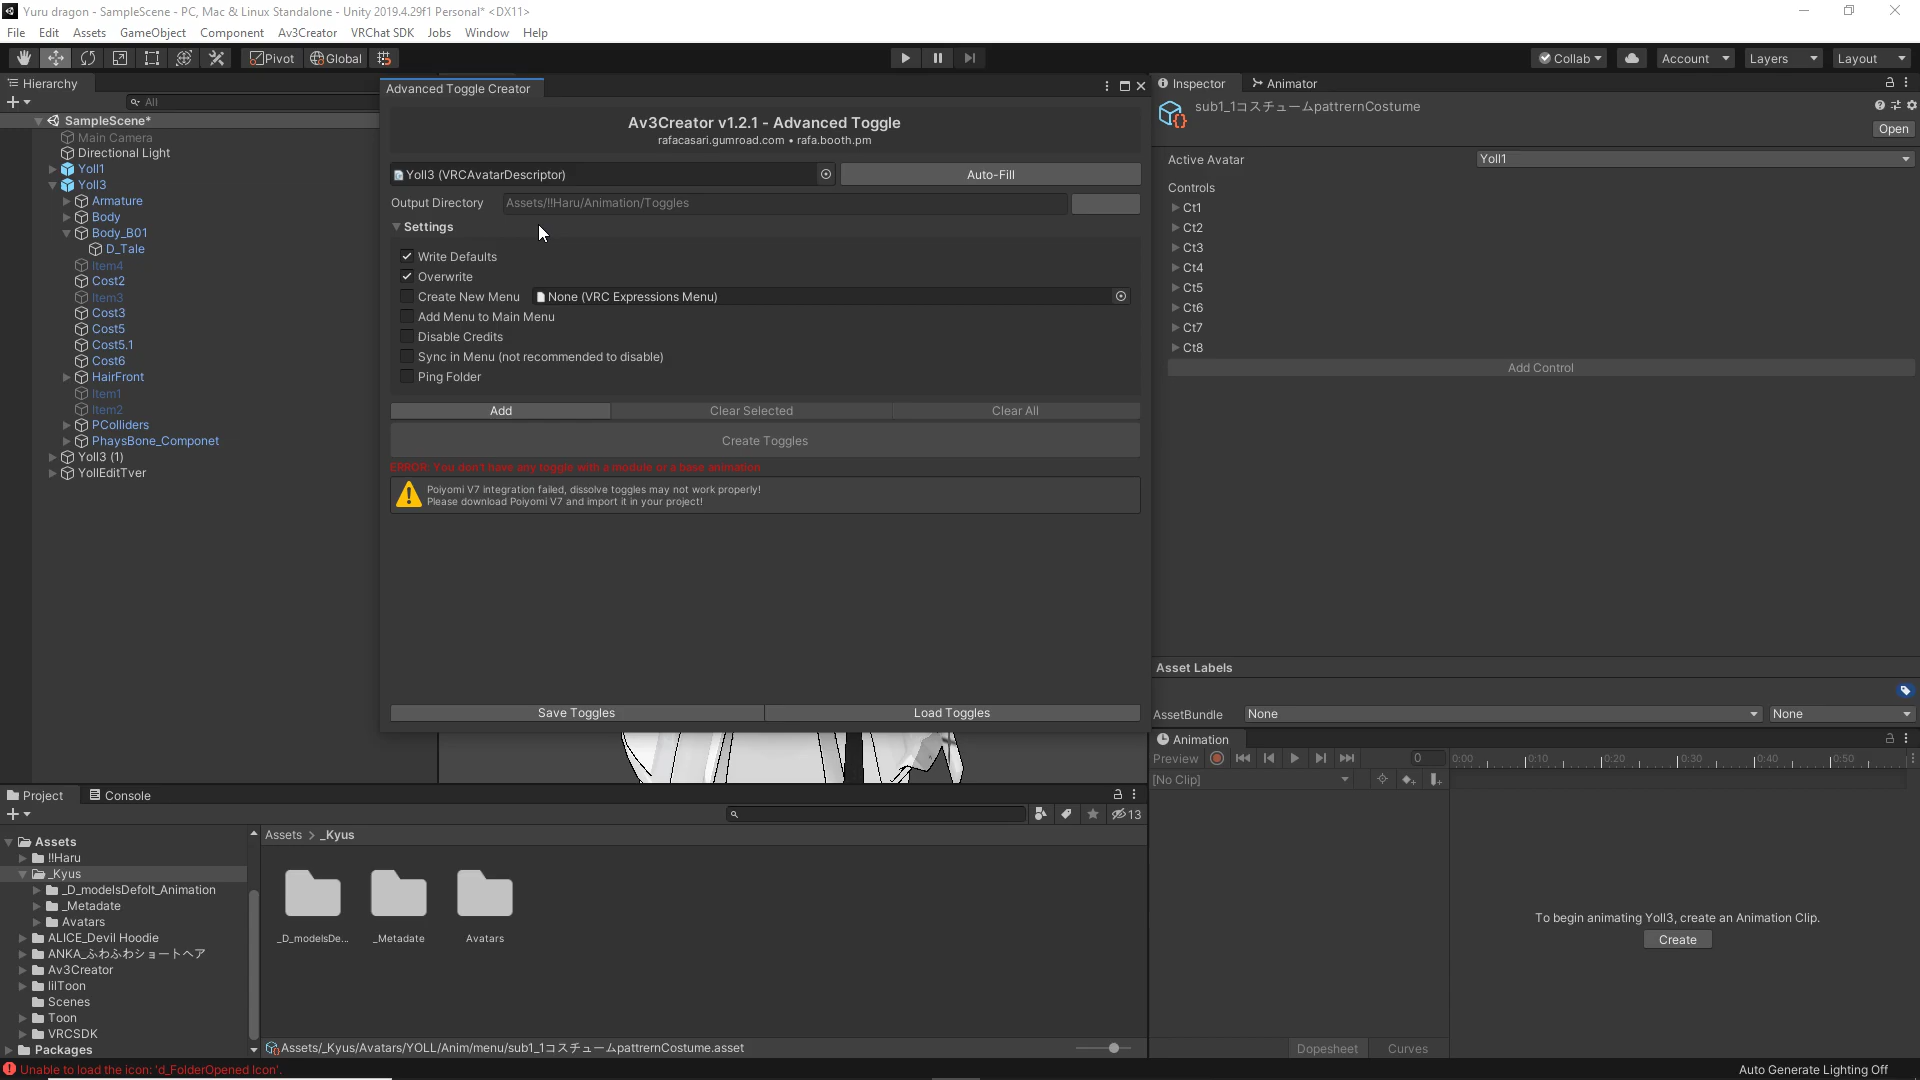 Yuru dragon - SampleScene - PC, Mac & Linux Standalone - Unity 2019.4.29f1 Personal* <DX11>
File Edit Assets GameObject Component Av3Creator VRChat SDK Jobs Window Help
Pivot Global Collab Account Layers Layout
Hierarchy
All
SampleScene*
Main Camera
Directional Light
Yoll1
Yoll3
Armature
Body
Body_B01
D_Tale
Item4
Cost2
Item3
Cost3
Cost5
Cost5.1
Cost6
HairFront
Item1
Item2
PColliders
PhaysBone_Componet
Yoll3 (1)
YollEditTver
Advanced Toggle Creator
Av3Creator v1.2.1 - Advanced Toggle
rafacasari.gumroad.com • rafa.booth.pm
Yoll3 (VRCAvatarDescriptor)
Auto-Fill
Output Directory Assets/!!Haru/Animation/Toggles
Settings
Write Defaults
Overwrite
Create New Menu None (VRC Expressions Menu)
Add Menu to Main Menu
Disable Credits
Sync in Menu (not recommended to disable)
Ping Folder
Add Clear Selected Clear All
Create Toggles
ERROR: You don't have any toggle with a module or a base animation
Poiyomi V7 integration failed, dissolve toggles may not work properly!
Please download Poiyomi V7 and import it in your project!
Save Toggles Load Toggles
Inspector Animator
sub1_1コスチュームpattrernCostume
Open
Active Avatar Yoll1
Controls
Ct1
Ct2
Ct3
Ct4
Ct5
Ct6
Ct7
Ct8
Add Control
Asset Labels
AssetBundle None None
Animation
Preview 0 0:00 0:10 0:20 0:30 0:40 0:50
[No Clip]
To begin animating Yoll3, create an Animation Clip.
Create
Dopesheet Curves
Project Console
13
Assets
!!Haru
_Kyus
_D_modelsDefolt_Animation
_Metadate
Avatars
ALICE_Devil Hoodie
ANKA_ふわふわショートヘア
Av3Creator
lilToon
Scenes
Toon
VRCSDK
Packages
Assets > _Kyus
_D_modelsDe...
_Metadate
Avatars
Assets/_Kyus/Avatars/YOLL/Anim/menu/sub1_1コスチュームpattrernCostume.asset
Unable to load the icon: 'd_FolderOpened Icon'.
Auto Generate Lighting Off